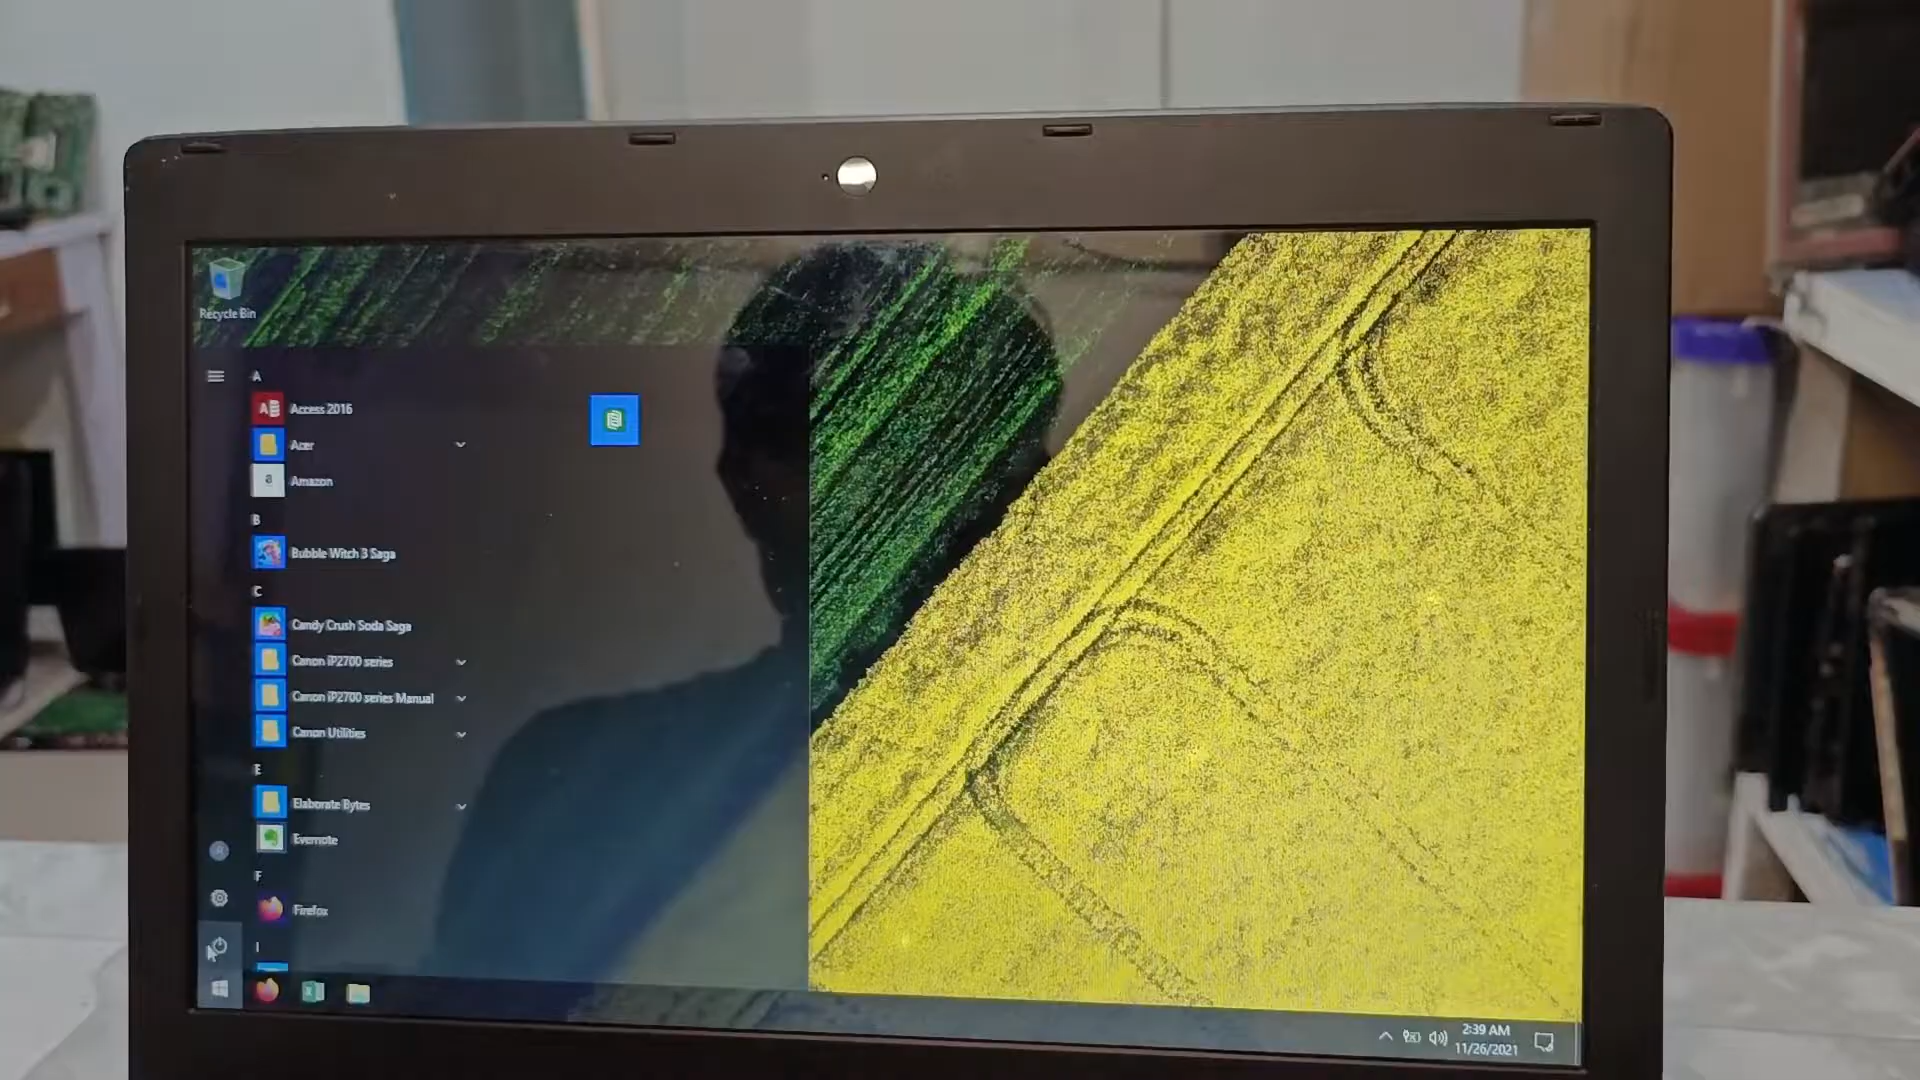 Recycle Bin
A
Access 2016
Acer
Amazon
B
Bubble Witch 3 Saga
C
Candy Crush Soda Saga
Canon iP2700 series
Canon iP2700 series Manual
Canon Utilities
E
Elaborate Bytes
Evernote
F
Firefox
I
2:39 AM
11/26/2021